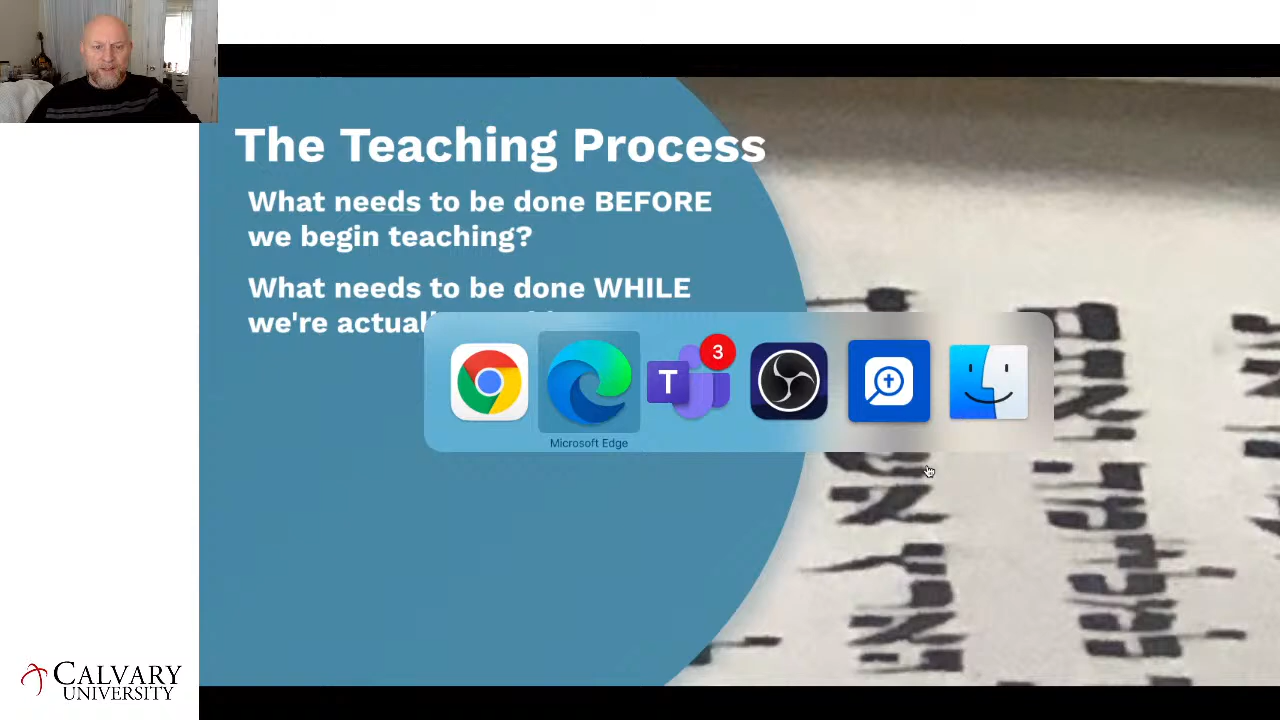 The Teaching Process
What needs to be done BEFORE
we begin teaching?
What needs to be done WHILE
we're
3
T
Microsoft Edge
CALVARY
UNIVERSITY